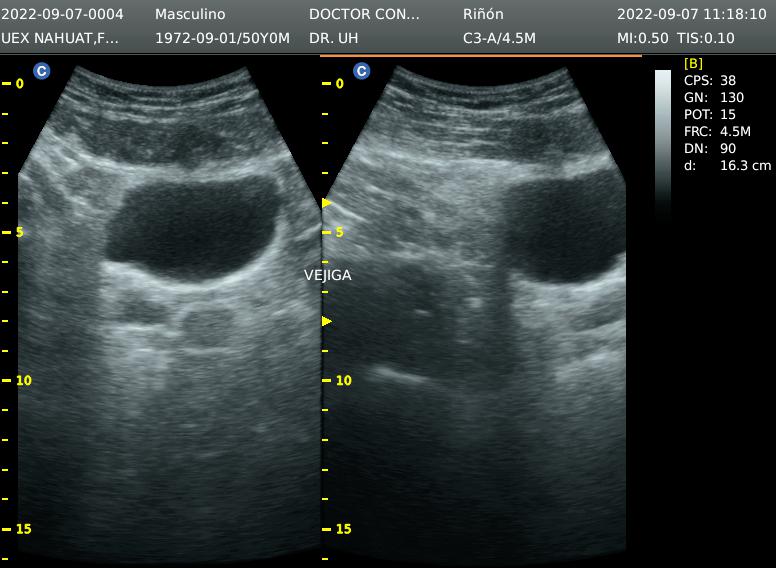 2022-09-07-0004 Masculino DOCTOR CON... Riñón 2022-09-07 11:18:10
UEX NAHUAT,F... 1972-09-01/50Y0M DR. UH C3-A/4.5M MI:0.50 TIS:0.10
C C
[B]
CPS: 38
GN: 130
POT: 15
FRC: 4.5M
DN: 90
d: 16.3 cm
0 0
5 5
VEJIGA
10 10
15 15